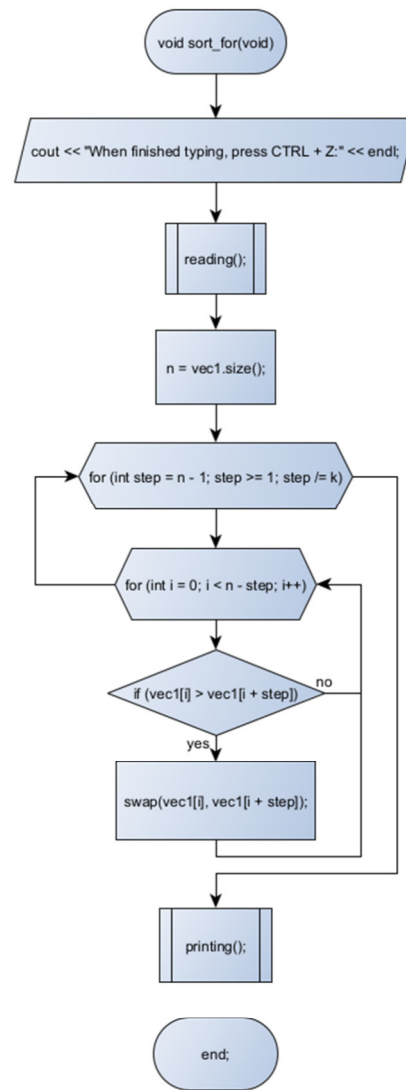 void sort_for(void)
cout << "When finished typing, press CTRL + Z:" << endl;
reading();
n = vec1.size();
for (int step = n - 1; step >= 1; step /= k)
for (int i = 0; i < n - step; i++)
if (vec1[i] > vec1[i + step])
no
yes
swap(vec1[i], vec1[i + step]);
printing();
end;